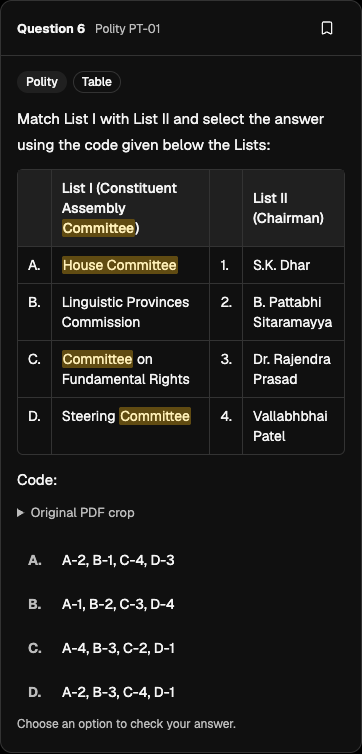 Question 6 Polity PT-01
Polity Table
Match List I with List II and select the answer
using the code given below the Lists:
List I (Constituent
Assembly
Committee)
List II
(Chairman)
A. House Committee 1. S.K. Dhar
B. Linguistic Provinces
Commission
2. B. Pattabhi
Sitaramayya
C. Committee on
Fundamental Rights
3. Dr. Rajendra
Prasad
D. Steering Committee 4. Vallabhbhai
Patel
Code:
Original PDF crop
A. A-2, B-1, C-4, D-3
B. A-1, B-2, C-3, D-4
C. A-4, B-3, C-2, D-1
D. A-2, B-3, C-4, D-1
Choose an option to check your answer.